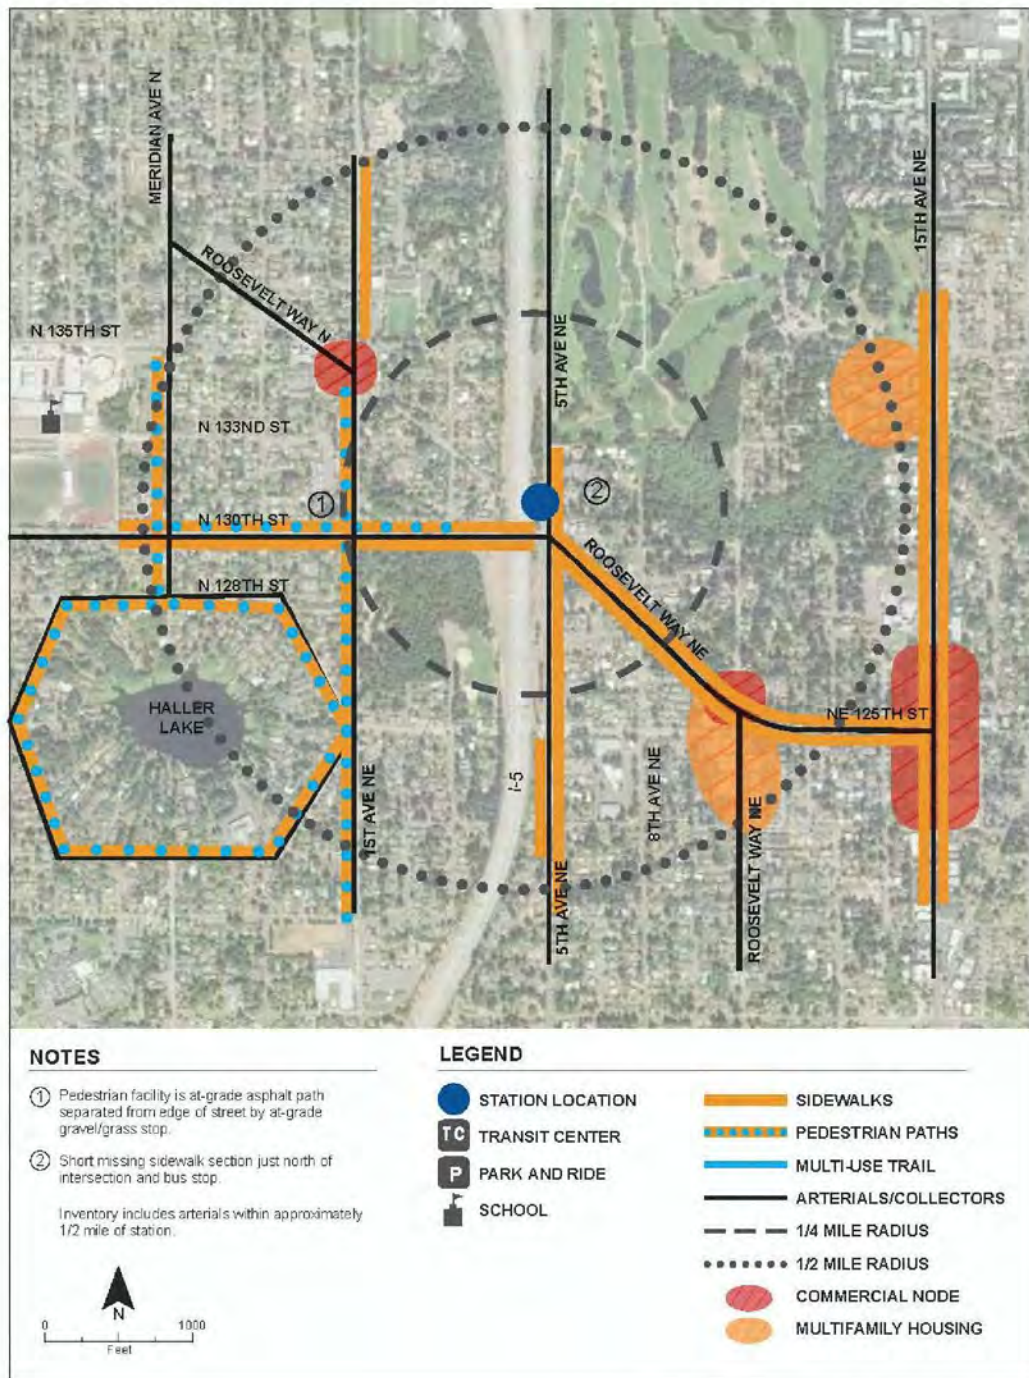 MERIDIAN AVE N
ROOSEVELT WAY N
5TH AVE NE
15TH AVE NE
N 135TH ST
N 133ND ST
1
2
N 130TH ST
N 128TH ST
ROOSEVELT WAY NE
HALLER
LAKE
NE 125TH ST
I-5
1ST AVE NE
8TH AVE NE
5TH AVE NE
ROOSEVELT WAY NE
NOTES
1 Pedestrian facility is at-grade asphalt path
separated from edge of street by at-grade
gravel/grass stop.
2 Short missing sidewalk section just north of
intersection and bus stop.
Inventory includes arterials within approximately
1/2 mile of station.
N
0 1000
Feet
LEGEND
STATION LOCATION
TC TRANSIT CENTER
P PARK AND RIDE
SCHOOL
SIDEWALKS
PEDESTRIAN PATHS
MULTI-USE TRAIL
ARTERIALS/COLLECTORS
1/4 MILE RADIUS
1/2 MILE RADIUS
COMMERCIAL NODE
MULTIFAMILY HOUSING